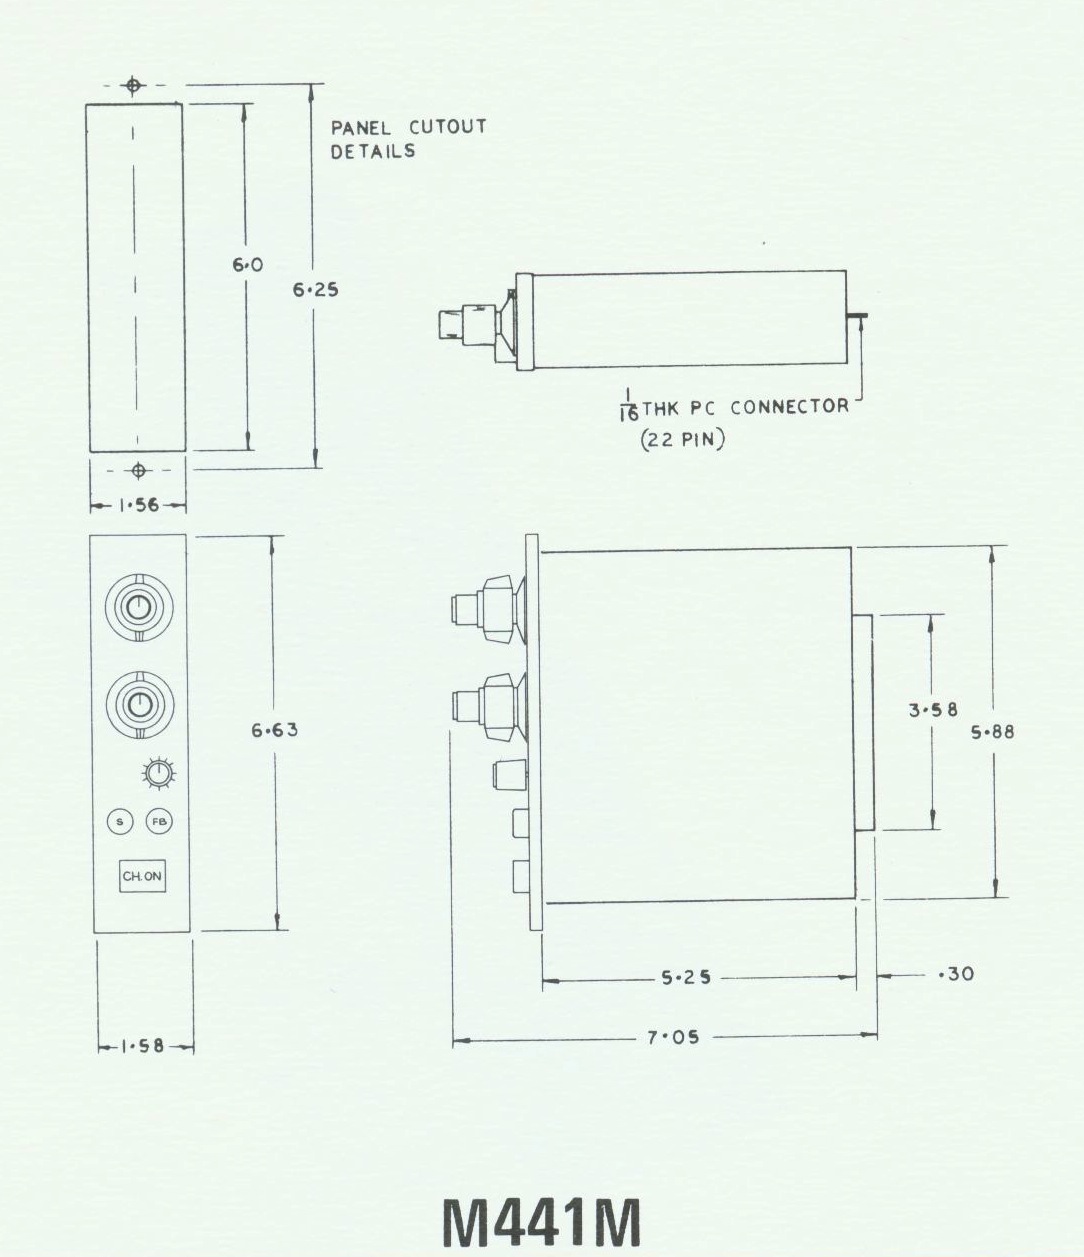 PANEL CUTOUT
DETAILS
6.0
6.25
1.56
1/16 THK PC CONNECTOR
(22 PIN)
6.63
S FB
CH.ON
1.58
3.58
5.88
5.25
.30
7.05
M441M